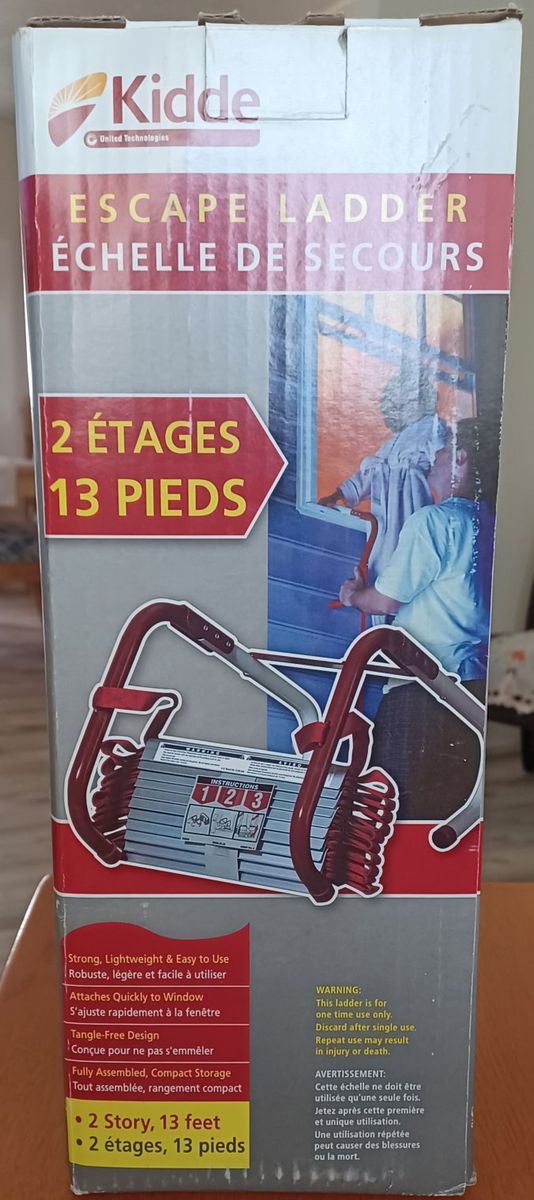 Kidde
United Technologies
ESCAPE LADDER
ÉCHELLE DE SECOURS
2 ÉTAGES
13 PIEDS
WARNING
AVISO
INSTRUCTIONS
1 2 3
Strong, Lightweight & Easy to Use
Robuste, légère et facile à utiliser
Attaches Quickly to Window
S'ajuste rapidement à la fenêtre
Tangle-Free Design
Conçue pour ne pas s'emmêler
Fully Assembled, Compact Storage
Tout assemblée, rangement compact
• 2 Story, 13 feet
• 2 étages, 13 pieds
WARNING:
This ladder is for
one time use only.
Discard after single use.
Repeat use may result
in injury or death.
AVERTISSEMENT:
Cette échelle ne doit être
utilisée qu'une seule fois.
Jetez après cette première
et unique utilisation.
Une utilisation répétée
peut causer des blessures
ou la mort.